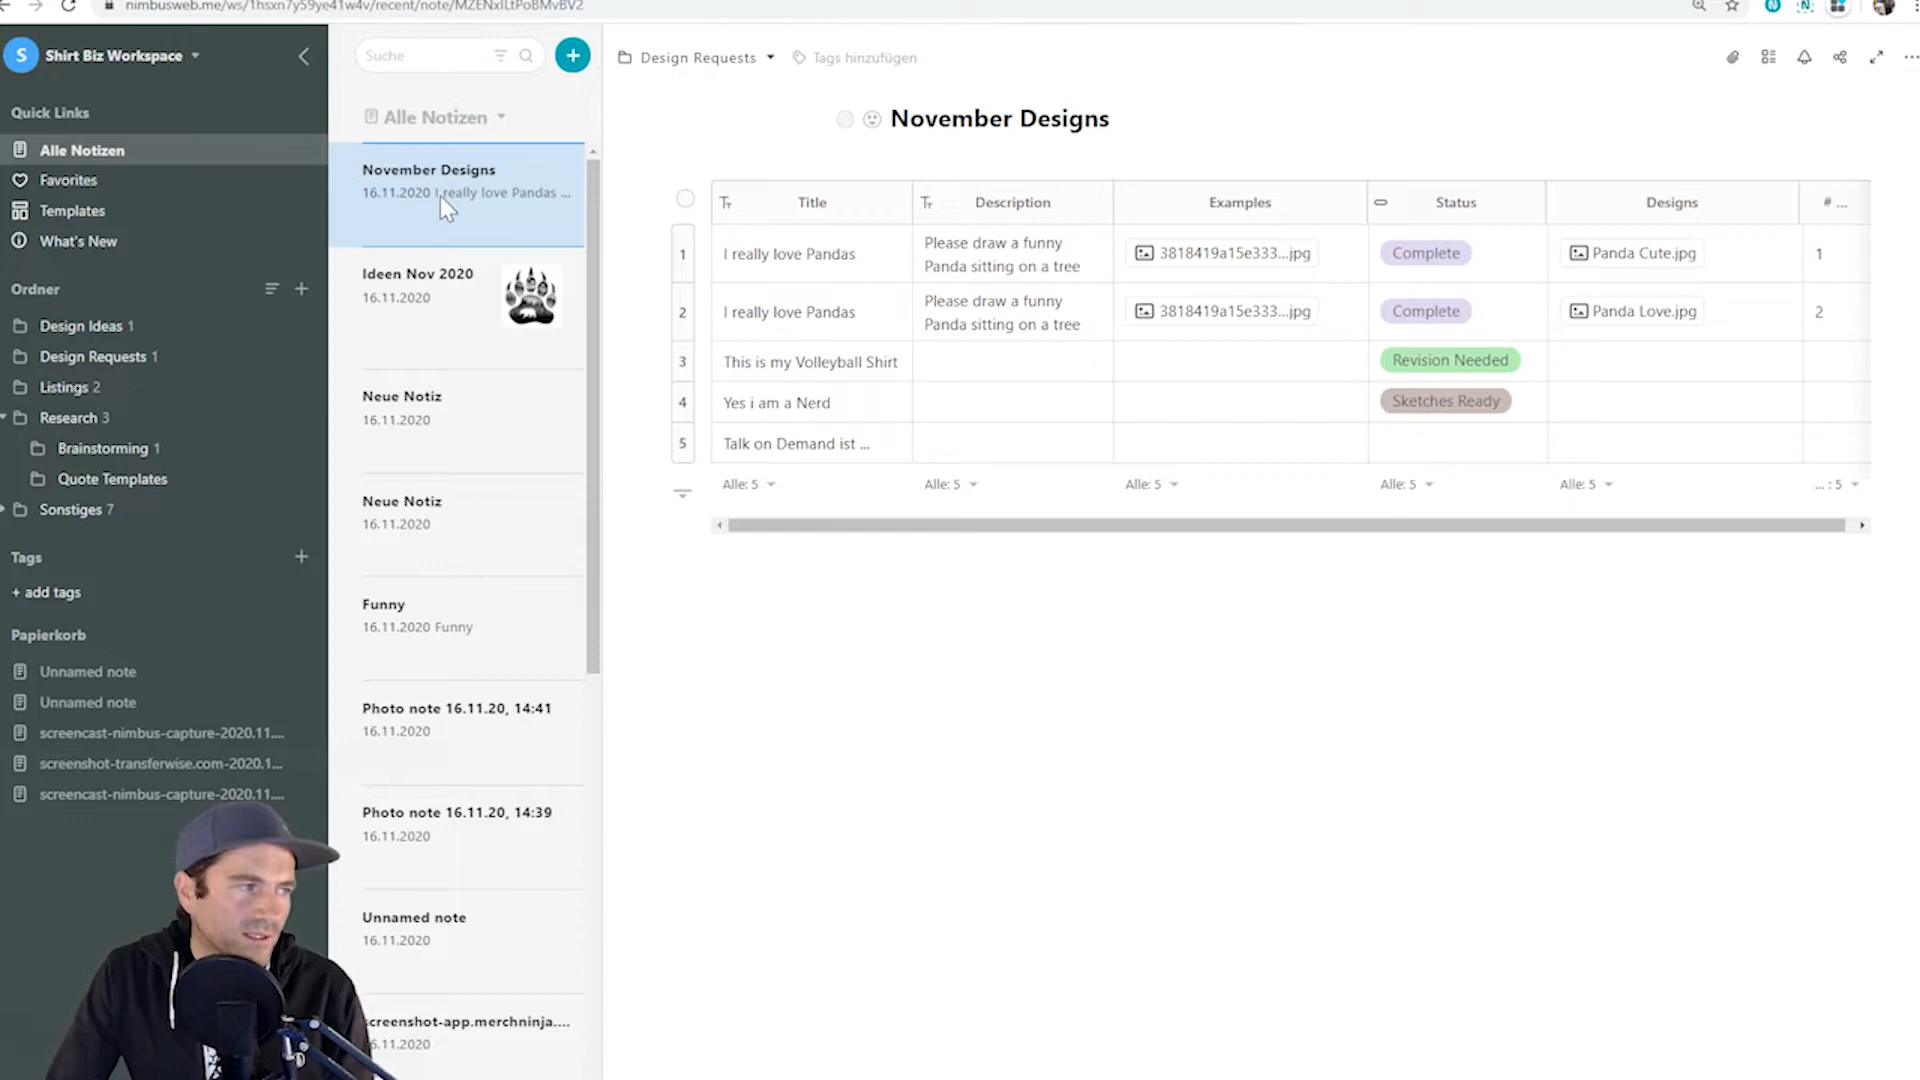 nimbusweb.me/ws/1hsxn7y59ye41w4v/recent/note/MZENxILtPoBMvBV2
S Shirt Biz Workspace
Quick Links
Alle Notizen
Favorites
Templates
What's New
Ordner
Design Ideas 1
Design Requests 1
Listings 2
Research 3
Brainstorming 1
Quote Templates
Sonstiges 7
Tags
+ add tags
Papierkorb
Unnamed note
Unnamed note
screencast-nimbus-capture-2020.11....
screenshot-transferwise.com-2020.1...
screencast-nimbus-capture-2020.11....
Suche
Alle Notizen
November Designs
16.11.2020 I really love Pandas ...
Ideen Nov 2020
16.11.2020
Neue Notiz
16.11.2020
Neue Notiz
16.11.2020
Funny
16.11.2020 Funny
Photo note 16.11.20, 14:41
16.11.2020
Photo note 16.11.20, 14:39
16.11.2020
Unnamed note
16.11.2020
screenshot-app.merchninja....
6.11.2020
Design Requests
Tags hinzufügen
November Designs
Title Description Examples Status Designs # ...
1 I really love Pandas Please draw a funny Panda sitting on a tree 3818419a15e333...jpg Complete Panda Cute.jpg 1
2 I really love Pandas Please draw a funny Panda sitting on a tree 3818419a15e333...jpg Complete Panda Love.jpg 2
3 This is my Volleyball Shirt Revision Needed
4 Yes i am a Nerd Sketches Ready
5 Talk on Demand ist ...
Alle: 5 Alle: 5 Alle: 5 Alle: 5 Alle: 5 ... : 5